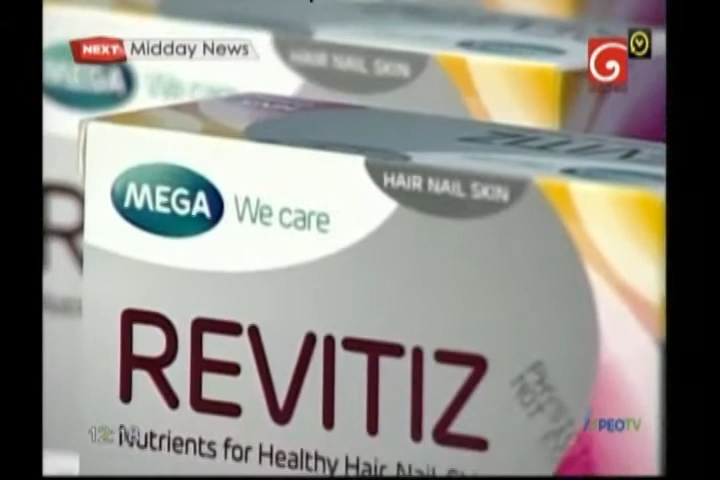 NEXT Midday News
MEGA
HAIR NAIL SKIN
MEGA We care
HAIR NAIL SKIN
REVITIZ
Nutrients for Healthy Hair Nail
PEOTV